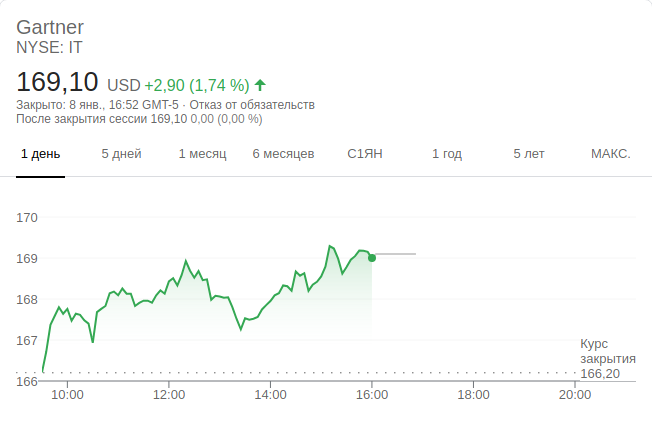 Gartner
NYSE: IT
169,10 USD +2,90 (1,74 %)
Закрыто: 8 янв., 16:52 GMT-5 · Отказ от обязательств
После закрытия сессии 169,10 0,00 (0,00 %)
1 день 5 дней 1 месяц 6 месяцев С1ЯН 1 год 5 лет МАКС.
170
169
168
167
Курс
закрытия
166,20
166
10:00 12:00 14:00 16:00 18:00 20:00